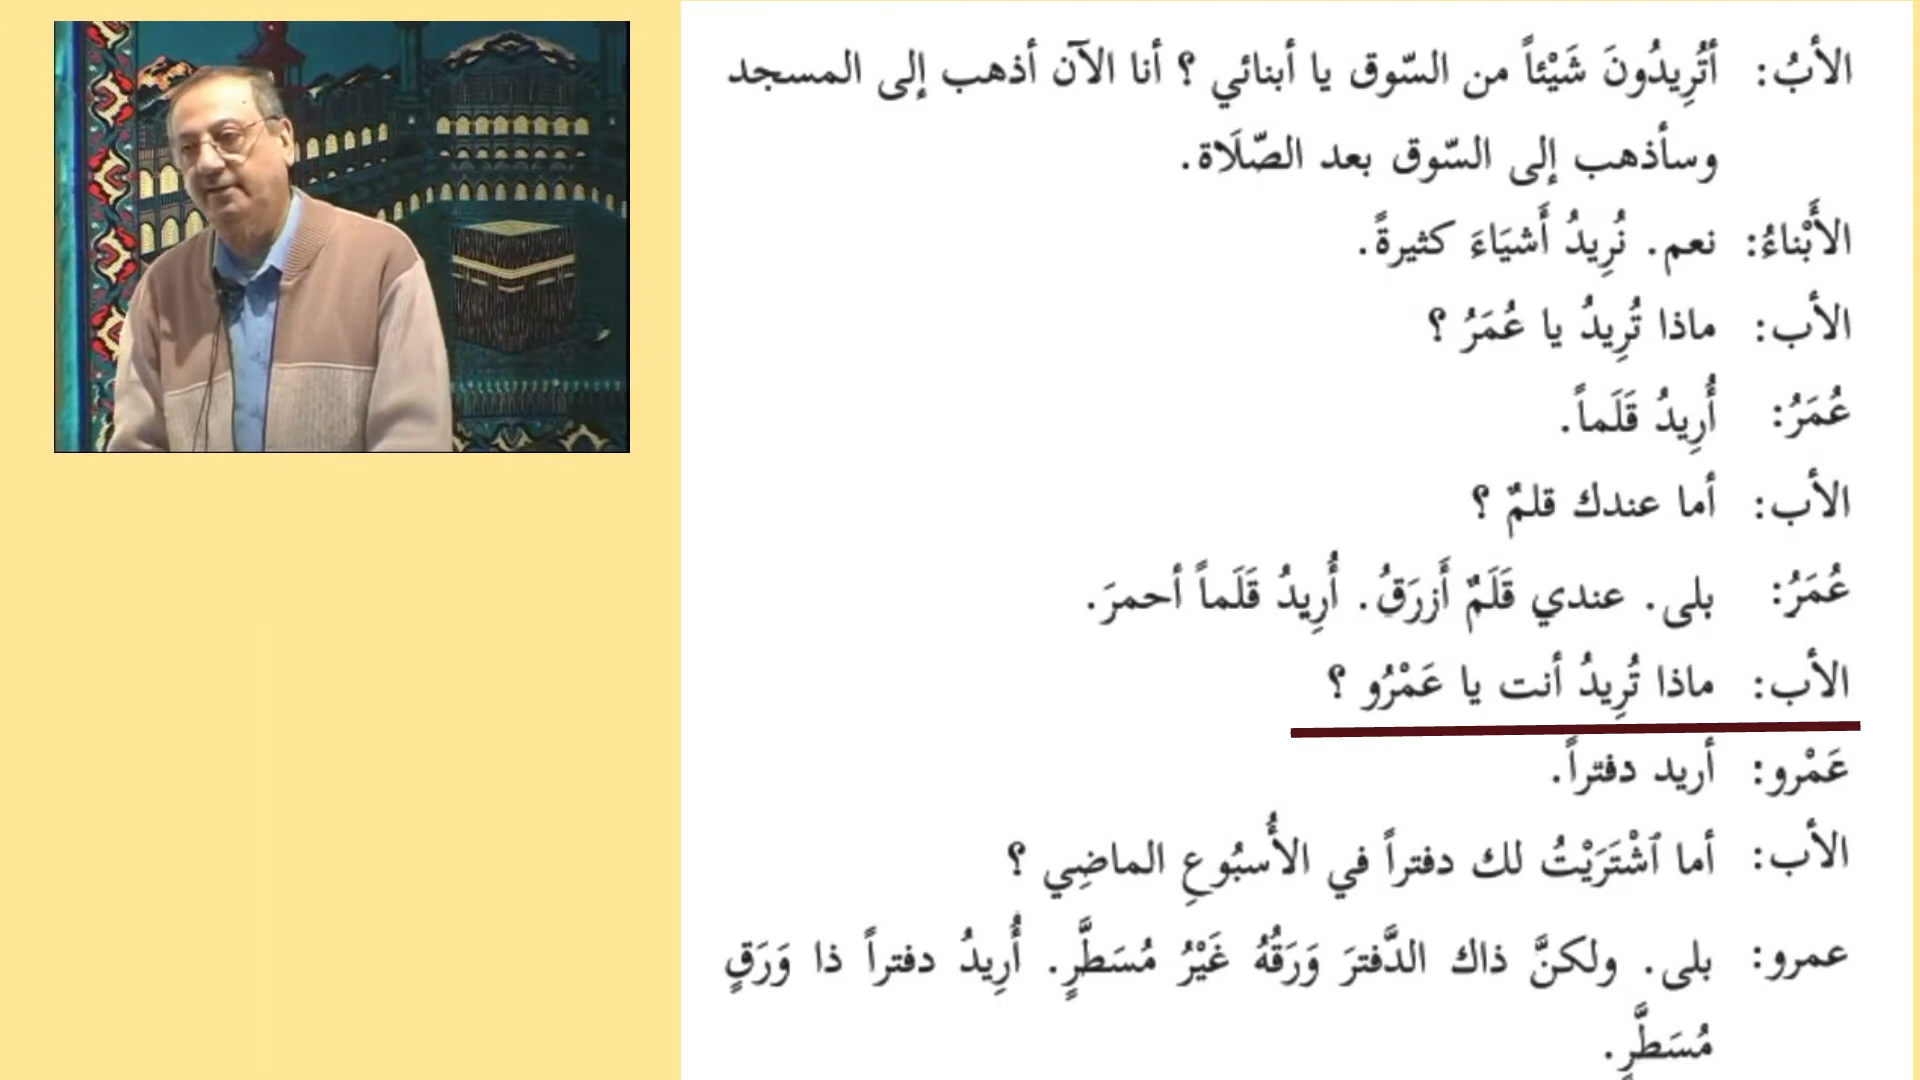 الأبُ: أتُرِيدُونَ شَيْئاً من السّوق يا أبنائي ؟ أنا الآن أذهب إلى المسجد
وسأذهب إلى السّوق بعد الصّلَاة.
الأَبْناءُ: نعم. نُرِيدُ أَشيَاءَ كثيرةً.
الأب: ماذا تُرِيدُ يا عُمَرُ ؟
عُمَرُ: أُرِيدُ قَلَماً.
الأب: أما عندك قلمٌ ؟
عُمَرُ: بلى. عندي قَلَمٌ أَزرَقُ. أُرِيدُ قَلَماً أحمرَ.
الأب: ماذا تُرِيدُ أنت يا عَمْرُو ؟
عَمْرو: أريد دفتراً.
الأب: أما ٱشْتَرَيْتُ لك دفتراً في الأُسبُوعِ الماضِي ؟
عمرو: بلى. ولكنَّ ذاك الدَّفترَ وَرَقُهُ غَيْرُ مُسَطَّرٍ. أُرِيدُ دفتراً ذا وَرَقٍ
مُسَطَّرٍ.